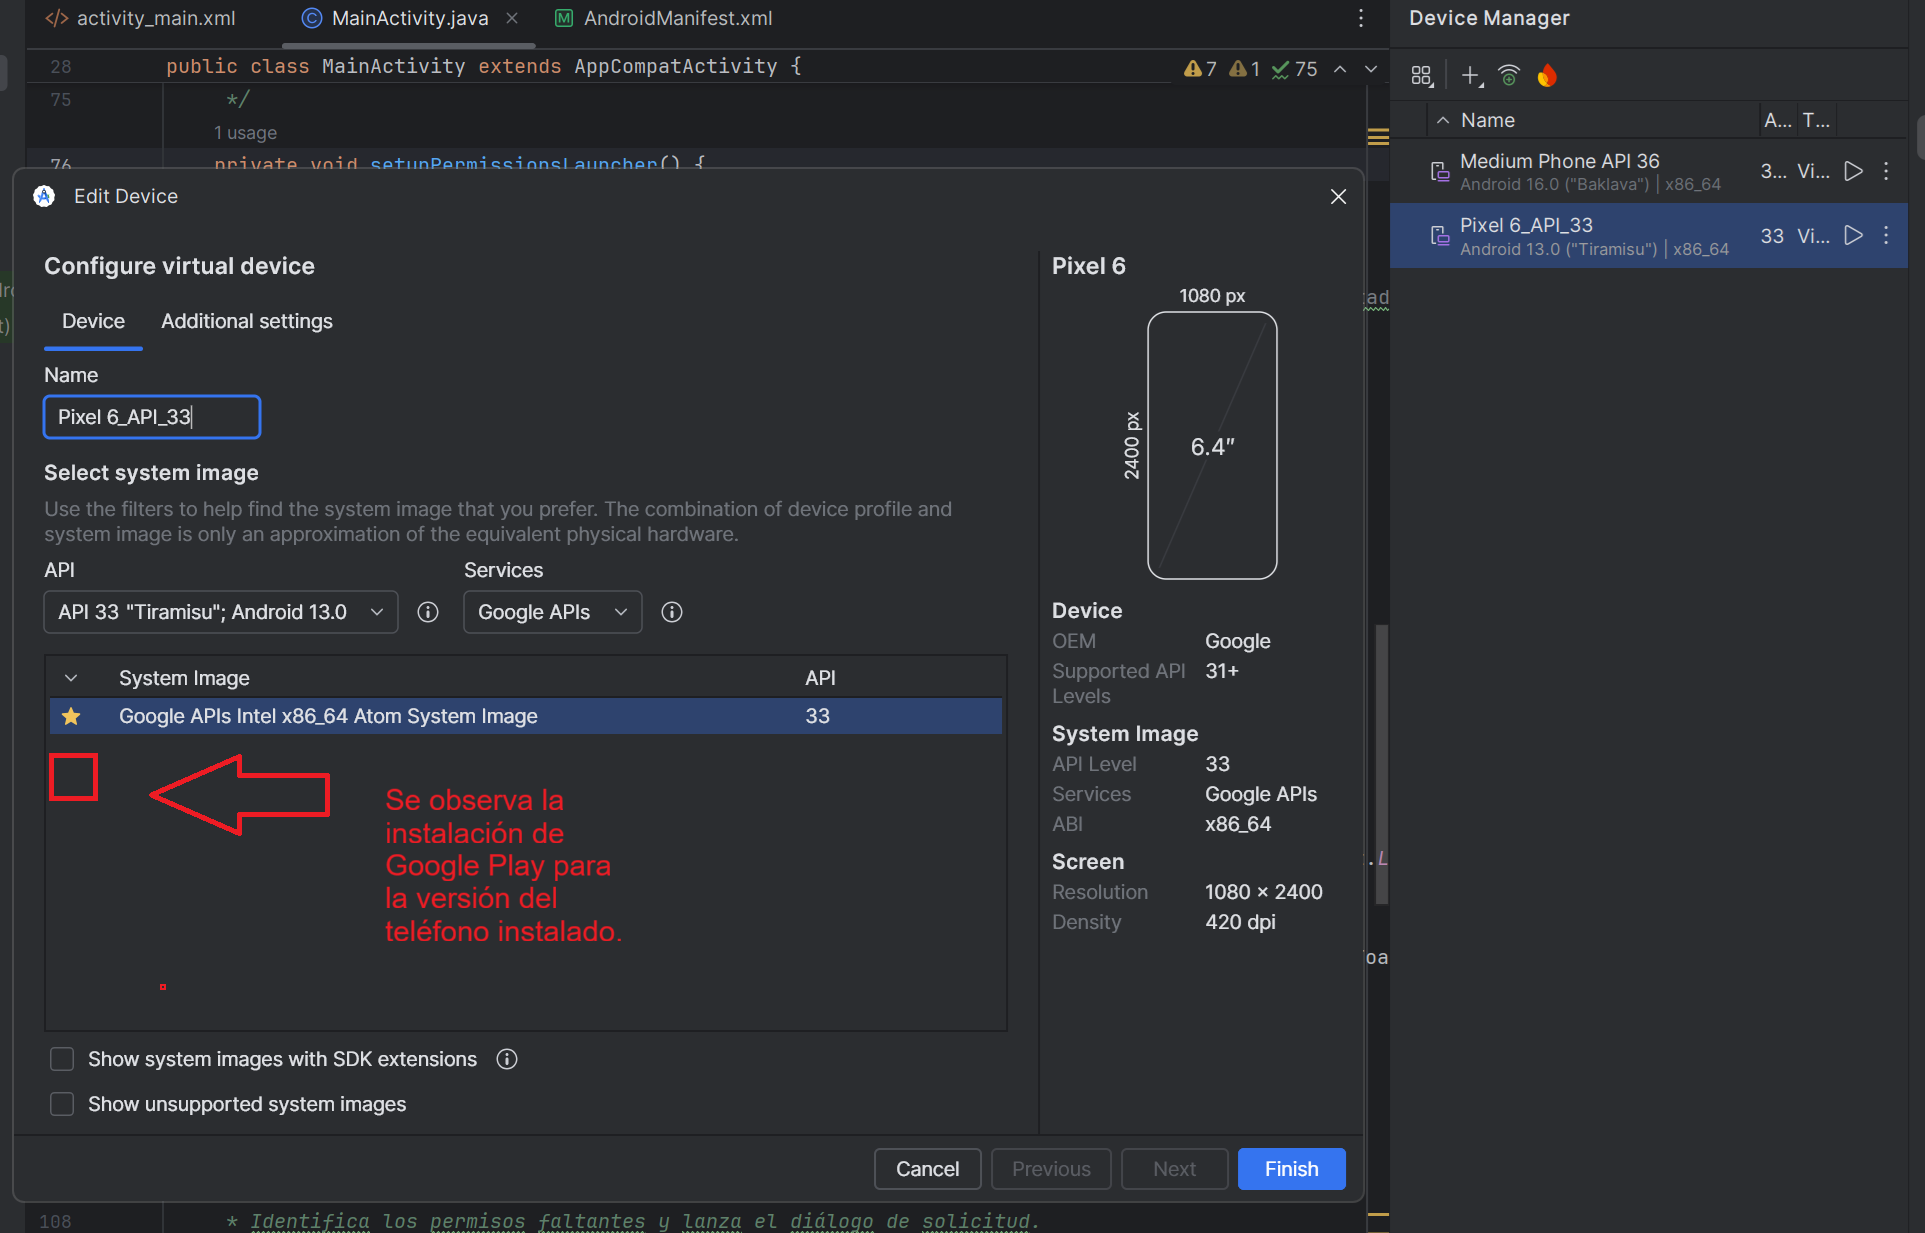 activity_main.xml
MainActivity.java
AndroidManifest.xml
Device Manager
28 public class MainActivity extends AppCompatActivity {
7 1 75
75 */
1 usage
76 private void setupPermissionsLauncher() {
Name A... T...
Medium Phone API 36 3... Vi...
Android 16.0 ("Baklava") | x86_64
Pixel 6_API_33 33 Vi...
Android 13.0 ("Tiramisu") | x86_64
Edit Device
Configure virtual device
Device Additional settings
Name
Pixel 6_API_33
Select system image
Use the filters to help find the system image that you prefer. The combination of device profile and
system image is only an approximation of the equivalent physical hardware.
API Services
API 33 "Tiramisu"; Android 13.0 Google APIs
System Image API
Google APIs Intel x86_64 Atom System Image 33
Se observa la
instalación de
Google Play para
la versión del
teléfono instalado.
Show system images with SDK extensions
Show unsupported system images
Pixel 6
1080 px
2400 px
6.4″
Device
OEM Google
Supported API 31+
Levels
System Image
API Level 33
Services Google APIs
ABI x86_64
Screen
Resolution 1080 × 2400
Density 420 dpi
Cancel Previous Next Finish
108 * Identifica los permisos faltantes y lanza el diálogo de solicitud.